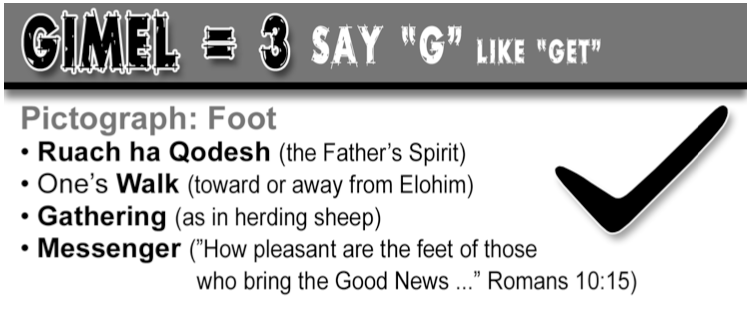 GIMEL = 3 SAY "G" LIKE "GET"
Pictograph: Foot
• Ruach ha Qodesh (the Father's Spirit)
• One's Walk (toward or away from Elohim)
• Gathering (as in herding sheep)
• Messenger ("How pleasant are the feet of those
who bring the Good News ..." Romans 10:15)